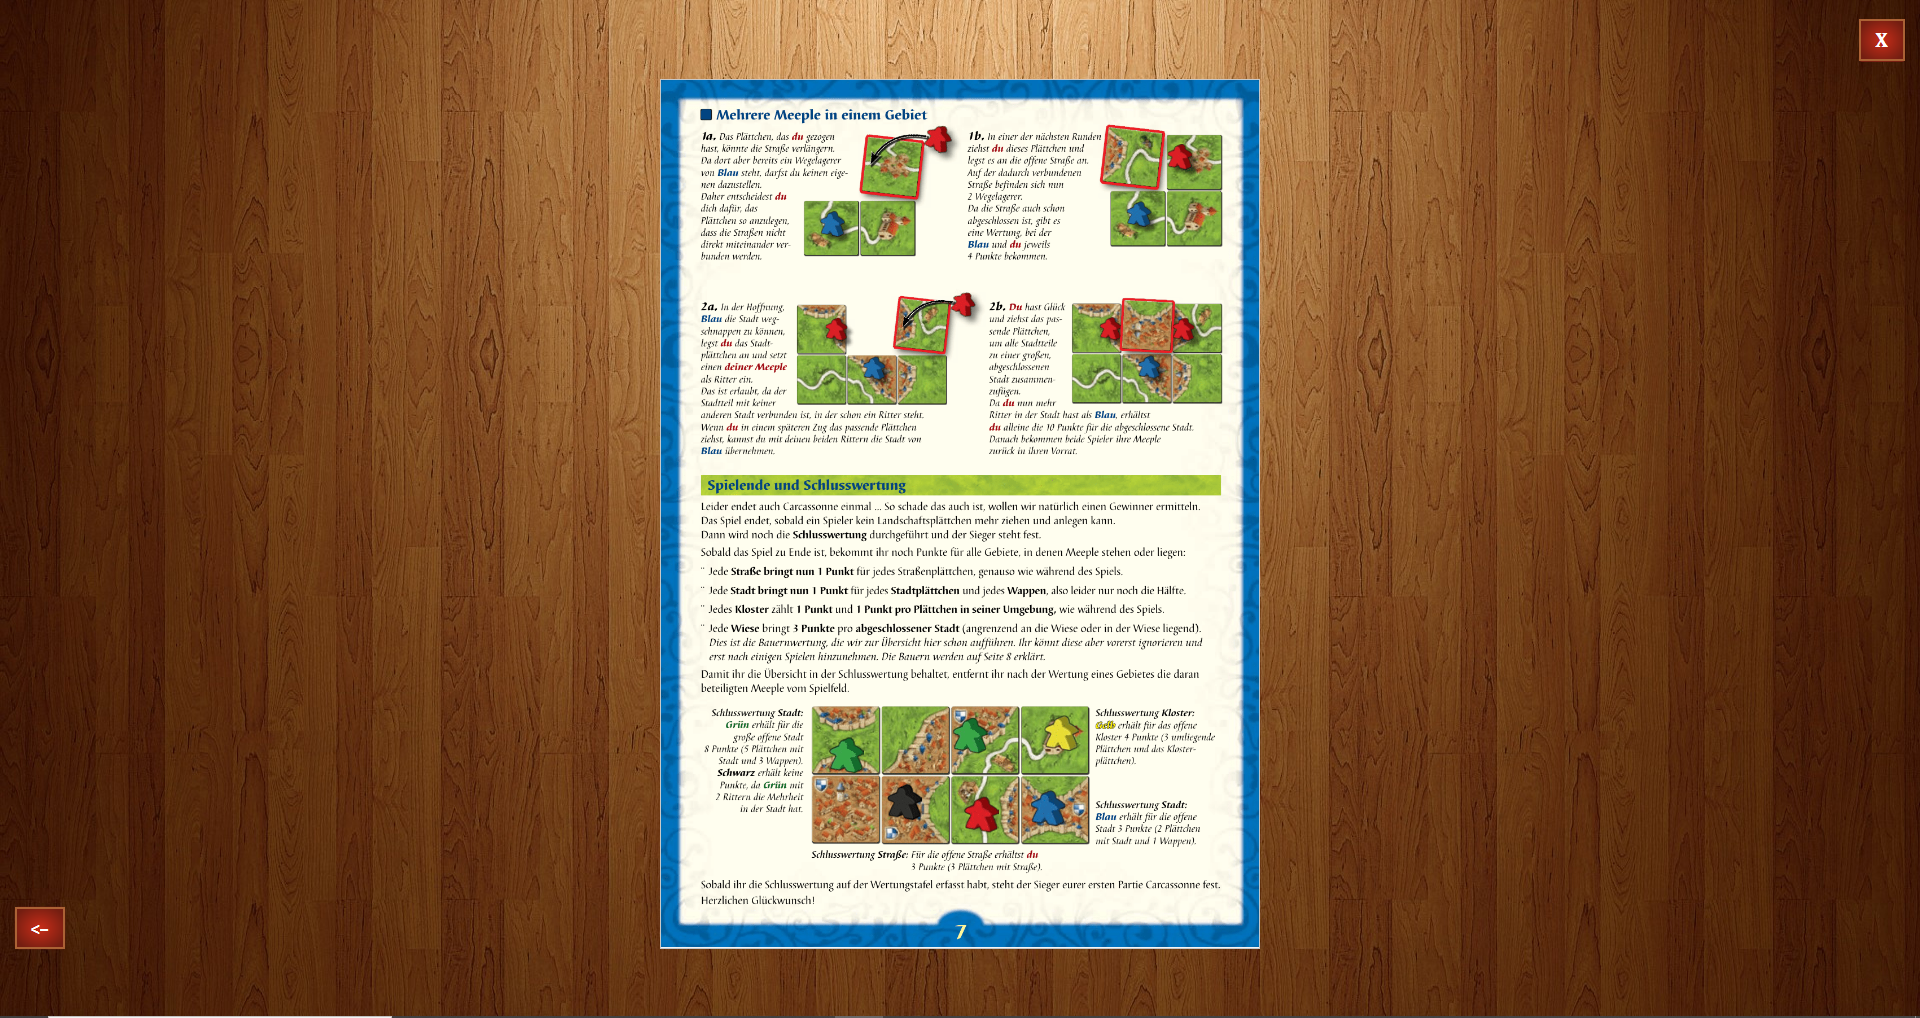 X
Mehrere Meeple in einem Gebiet
1a. Das Plättchen, das du gezogen
hast, könnte die Straße verlängern.
Da dort aber bereits ein Wegelagerer
von Blau steht, darfst du keinen eige-
nen dazustellen.
Daher entscheidest du
dich dafür, das
Plättchen so anzulegen,
dass die Straßen nicht
direkt miteinander ver-
bunden werden.
1b. In einer der nächsten Runden
ziehst du dieses Plättchen und
legst es an die offene Straße an.
Auf der dadurch verbundenen
Straße befinden sich nun
2 Wegelagerer.
Da die Straße auch schon
abgeschlossen ist, gibt es
eine Wertung, bei der
Blau und du jeweils
4 Punkte bekommen.
2a. In der Hoffnung,
Blau die Stadt weg-
schnappen zu können,
legst du das Stadt-
plättchen an und setzt
einen deiner Meeple
als Ritter ein.
Das ist erlaubt, da der
Stadtteil mit keiner
anderen Stadt verbunden ist, in der schon ein Ritter steht.
Wenn du in einem späteren Zug das passende Plättchen
ziehst, kannst du mit deinen beiden Rittern die Stadt von
Blau übernehmen.
2b. Du hast Glück
und ziehst das pas-
sende Plättchen,
um alle Stadtteile
zu einer großen,
abgeschlossenen
Stadt zusammen-
zufügen.
Da du nun mehr
Ritter in der Stadt hast als Blau, erhältst
du alleine die 10 Punkte für die abgeschlossene Stadt.
Danach bekommen beide Spieler ihre Meeple
zurück in ihren Vorrat.
Spielende und Schlusswertung
Leider endet auch Carcassonne einmal ... So schade das auch ist, wollen wir natürlich einen Gewinner ermitteln.
Das Spiel endet, sobald ein Spieler kein Landschaftsplättchen mehr ziehen und anlegen kann.
Dann wird noch die Schlusswertung durchgeführt und der Sieger steht fest.
Sobald das Spiel zu Ende ist, bekommt ihr noch Punkte für alle Gebiete, in denen Meeple stehen oder liegen:
¨ Jede Straße bringt nun 1 Punkt für jedes Straßenplättchen, genauso wie während des Spiels.
¨ Jede Stadt bringt nun 1 Punkt für jedes Stadtplättchen und jedes Wappen, also leider nur noch die Hälfte.
¨ Jedes Kloster zählt 1 Punkt und 1 Punkt pro Plättchen in seiner Umgebung, wie während des Spiels.
¨ Jede Wiese bringt 3 Punkte pro abgeschlossener Stadt (angrenzend an die Wiese oder in der Wiese liegend).
Dies ist die Bauernwertung, die wir zur Übersicht hier schon aufführen. Ihr könnt diese aber vorerst ignorieren und
erst nach einigen Spielen hinzunehmen. Die Bauern werden auf Seite 8 erklärt.
Damit ihr die Übersicht in der Schlusswertung behaltet, entfernt ihr nach der Wertung eines Gebietes die daran
beteiligten Meeple vom Spielfeld.
Schlusswertung Stadt:
Grün erhält für die
große offene Stadt
8 Punkte (5 Plättchen mit
Stadt und 3 Wappen).
Schwarz erhält keine
Punkte, da Grün mit
2 Rittern die Mehrheit
in der Stadt hat.
Schlusswertung Kloster:
Gelb erhält für das offene
Kloster 4 Punkte (3 umliegende
Plättchen und das Kloster-
plättchen).
Schlusswertung Stadt:
Blau erhält für die offene
Stadt 3 Punkte (2 Plättchen
mit Stadt und 1 Wappen).
Schlusswertung Straße: Für die offene Straße erhältst du
3 Punkte (3 Plättchen mit Straße).
Sobald ihr die Schlusswertung auf der Wertungstafel erfasst habt, steht der Sieger eurer ersten Partie Carcassonne fest.
Herzlichen Glückwunsch!
<-
7